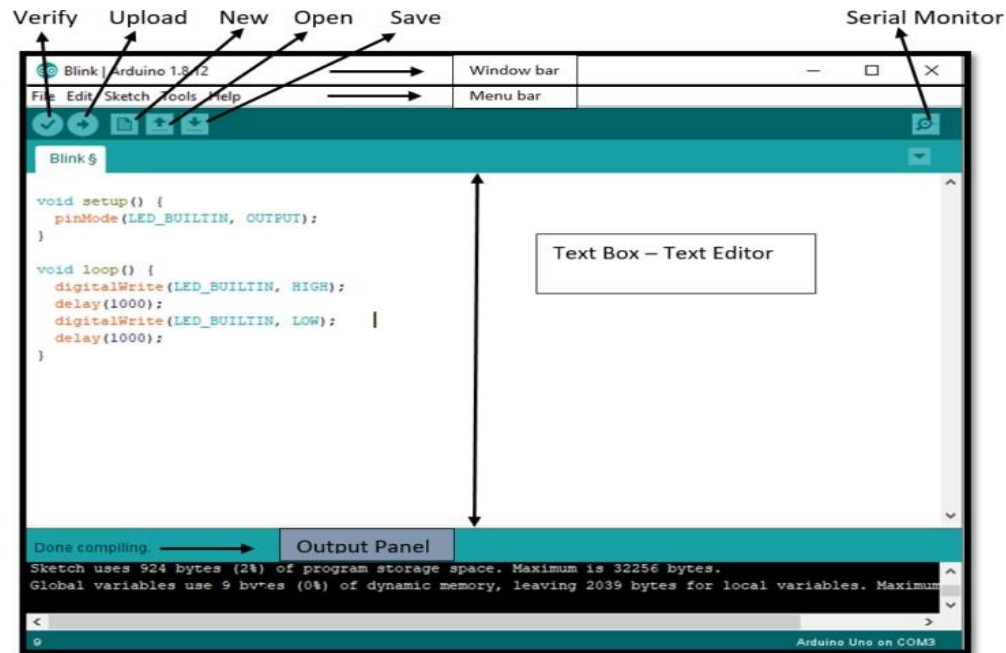 Verify Upload New Open Save Serial Monitor
Blink | Arduino 1.8.12 Window bar
File Edit Sketch Tools Help Menu bar
Blink §
void setup() {
pinMode(LED_BUILTIN, OUTPUT);
}
void loop() {
digitalWrite(LED_BUILTIN, HIGH);
delay(1000);
digitalWrite(LED_BUILTIN, LOW);
delay(1000);
}
Text Box – Text Editor
Done compiling. Output Panel
Sketch uses 924 bytes (2%) of program storage space. Maximum is 32256 bytes.
Global variables use 9 bytes (0%) of dynamic memory, leaving 2039 bytes for local variables. Maximum
9 Arduino Uno on COM3